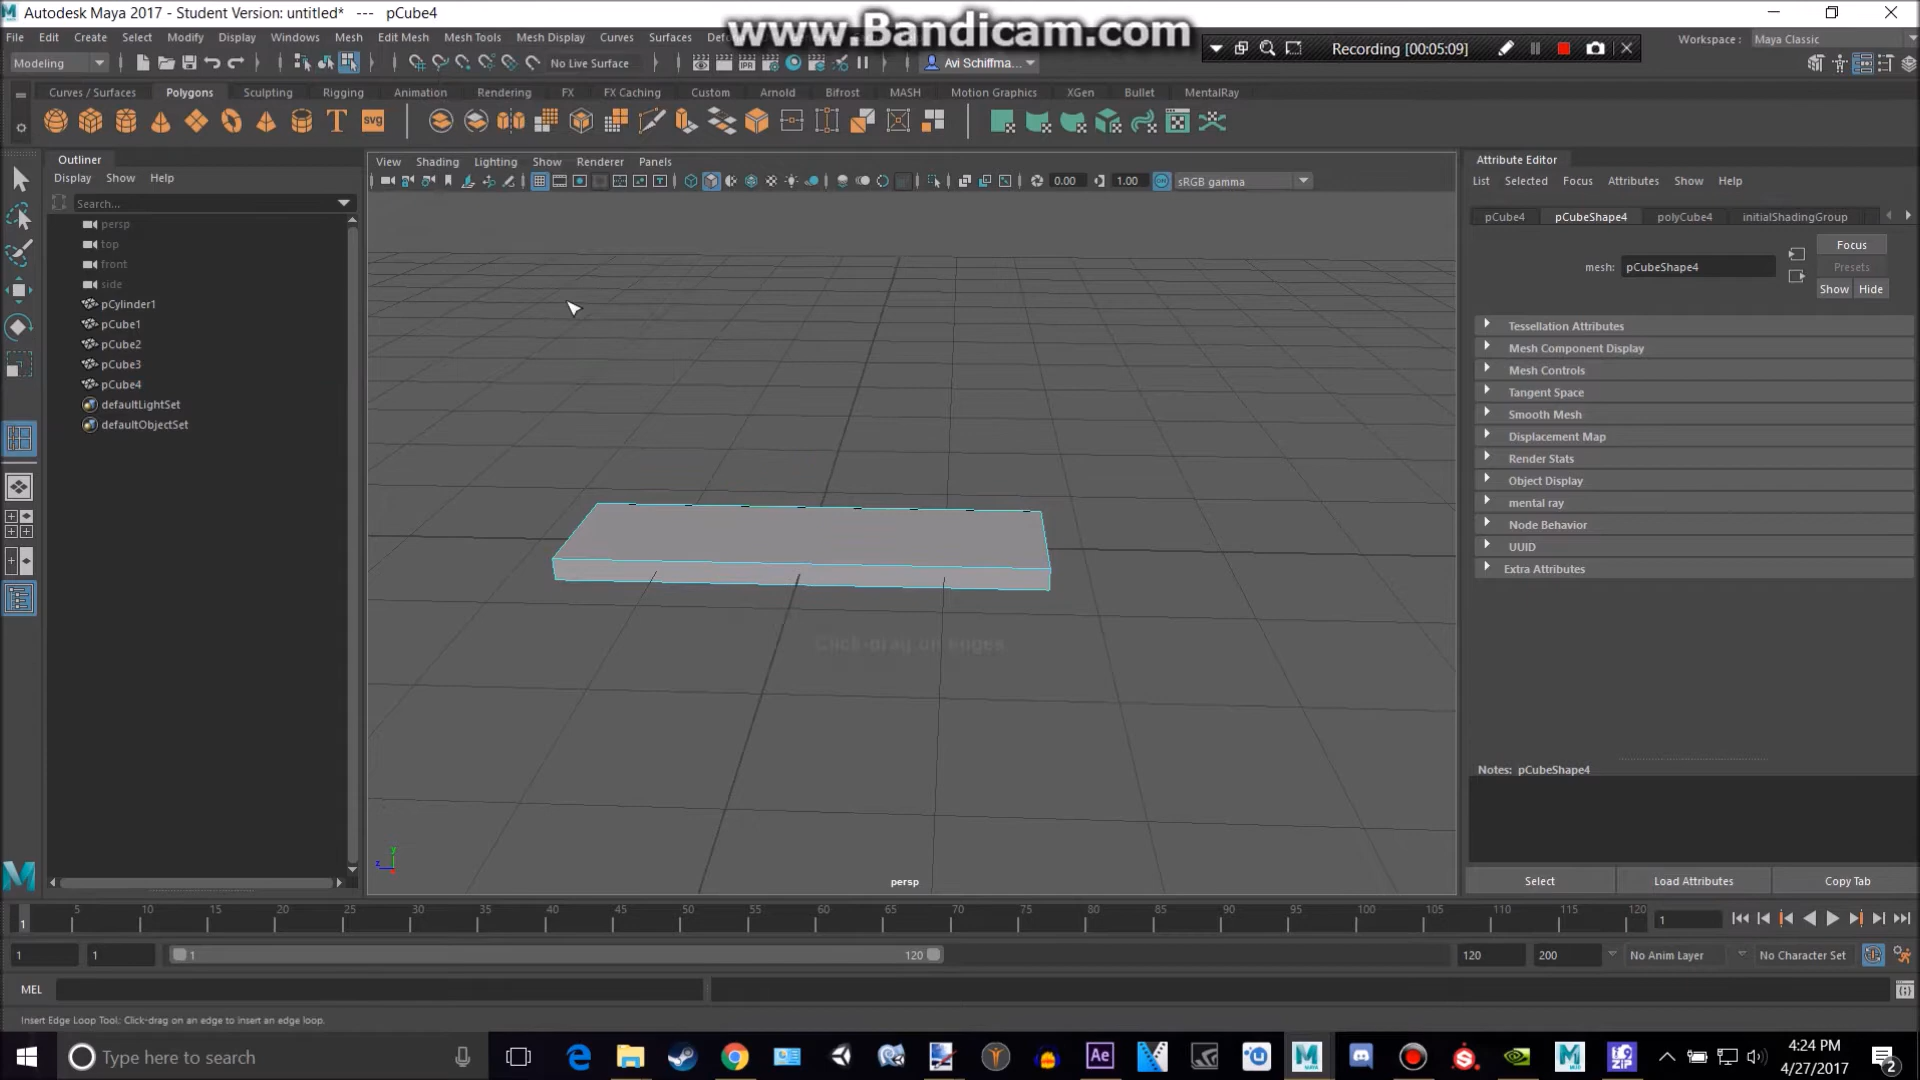 Autodesk Maya 2017 - Student Version: untitled* --- pCube4
www.Bandicam.com
Recording [00:05:09]
File Edit Create Select Modify Display Windows Mesh Edit Mesh Mesh Tools Mesh Display Curves Surfaces
Workspace : Maya Classic
Modeling
No Live Surface
IPR
Avi Schiffma...
Curves / Surfaces Polygons Sculpting Rigging Animation Rendering FX FX Caching Custom Arnold Bifrost MASH Motion Graphics XGen Bullet MentalRay
T svg
Outliner
Display Show Help
Search...
persp
top
front
side
pCylinder1
pCube1
pCube2
pCube3
pCube4
defaultLightSet
defaultObjectSet
View Shading Lighting Show Renderer Panels
0.00 1.00 sRGB gamma
Click-drag on edges
y
z
persp
Attribute Editor
List Selected Focus Attributes Show Help
pCube4 pCubeShape4 polyCube4 initialShadingGroup
Focus
mesh: pCubeShape4
Presets
Show Hide
Tessellation Attributes
Mesh Component Display
Mesh Controls
Tangent Space
Smooth Mesh
Displacement Map
Render Stats
Object Display
mental ray
Node Behavior
UUID
Extra Attributes
Notes: pCubeShape4
Select Load Attributes Copy Tab
1 5 10 15 20 25 30 35 40 45 50 55 60 65 70 75 80 85 90 95 100 105 110 115 120 1
1 1 1 120 120 200 No Anim Layer No Character Set
MEL
Insert Edge Loop Tool: Click-drag on an edge to insert an edge loop.
Type here to search
Ae
4:24 PM
4/27/2017
2